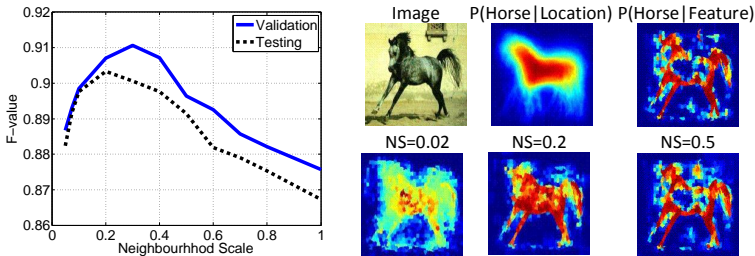 0.92
0.91
0.9
0.89
0.88
0.87
0.86
F−value
0
0.2
0.4
0.6
0.8
1
Neighbourhhod Scale
Validation
Testing
Image
P(Horse|Location)
P(Horse|Feature)
NS=0.02
NS=0.2
NS=0.5